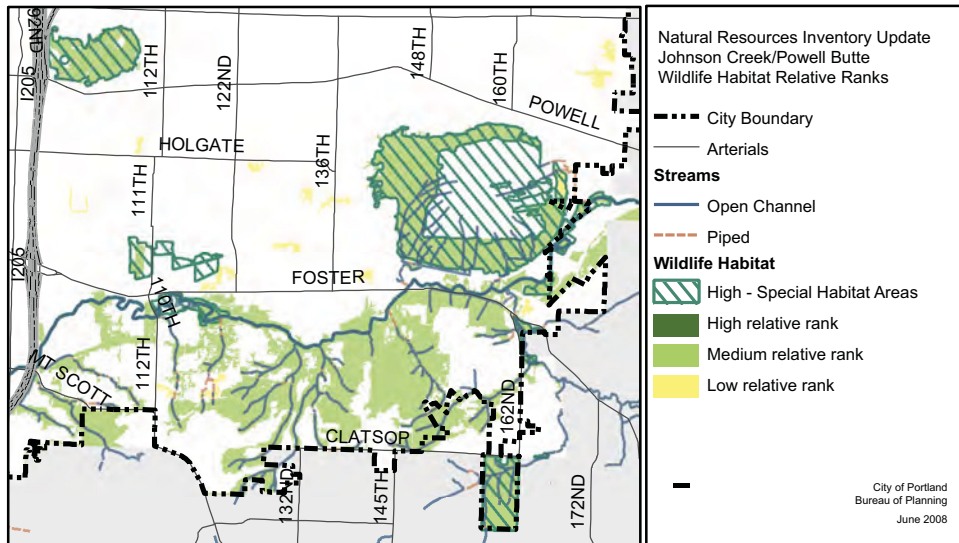 92ND
I205
112TH
122ND
148TH
160TH
POWELL
HOLGATE
136TH
111TH
I205
FOSTER
110TH
112TH
MT SCOTT
162ND
CLATSOP
132ND
145TH
172ND
Natural Resources Inventory Update
Johnson Creek/Powell Butte
Wildlife Habitat Relative Ranks
City Boundary
Arterials
Streams
Open Channel
Piped
Wildlife Habitat
High - Special Habitat Areas
High relative rank
Medium relative rank
Low relative rank
City of Portland
Bureau of Planning
June 2008